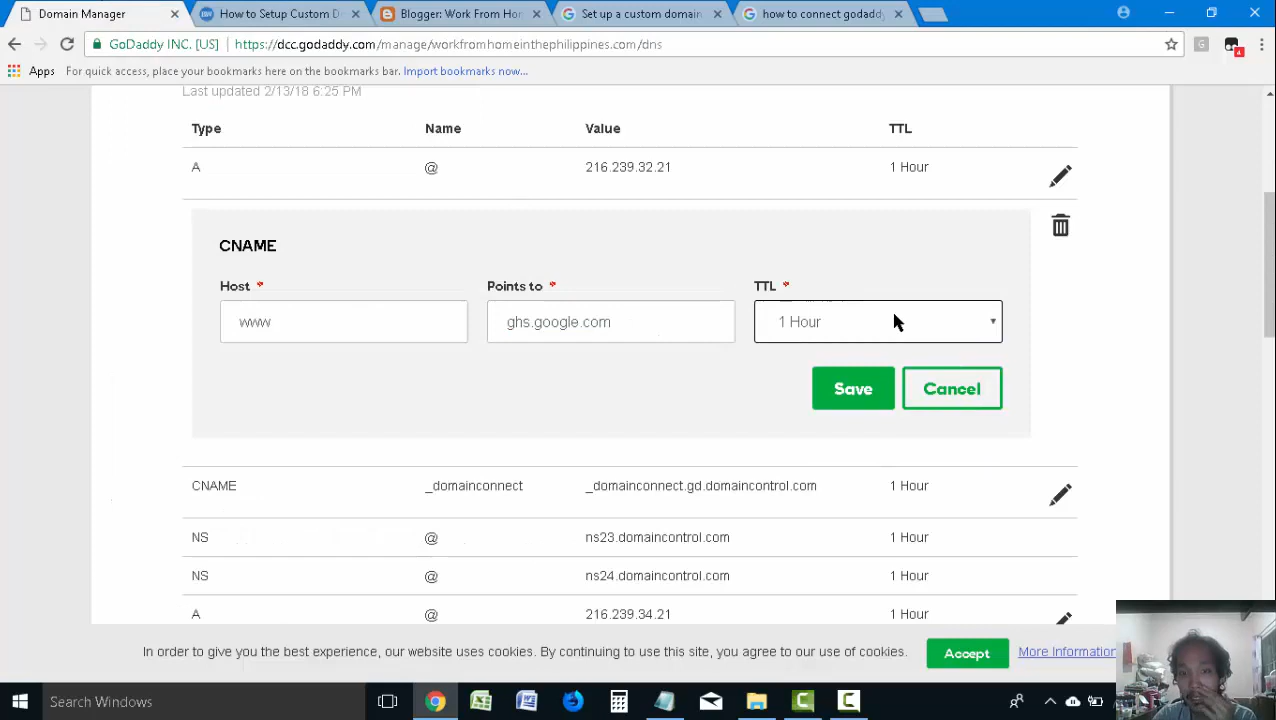 Domain Manager
How to Setup Custom D
Blogger: Work From Hom
Set up a custom domain
how to connect godaddy
GoDaddy INC. [US]
https://dcc.godaddy.com/manage/workfromhomeinthephilippines.com/dns
Apps
For quick access, place your bookmarks here on the bookmarks bar. Import bookmarks now...
Last updated 2/13/18 6:25 PM
Type Name Value TTL
A @ 216.239.32.21 1 Hour
CNAME
Host * Points to * TTL *
www ghs.google.com 1 Hour
Save Cancel
CNAME _domainconnect _domainconnect.gd.domaincontrol.com 1 Hour
NS @ ns23.domaincontrol.com 1 Hour
NS @ ns24.domaincontrol.com 1 Hour
A @ 216.239.34.21 1 Hour
In order to give you the best experience, our website uses cookies. By continuing to use this site, you agree to our use of cookies. Accept More Information
Search Windows